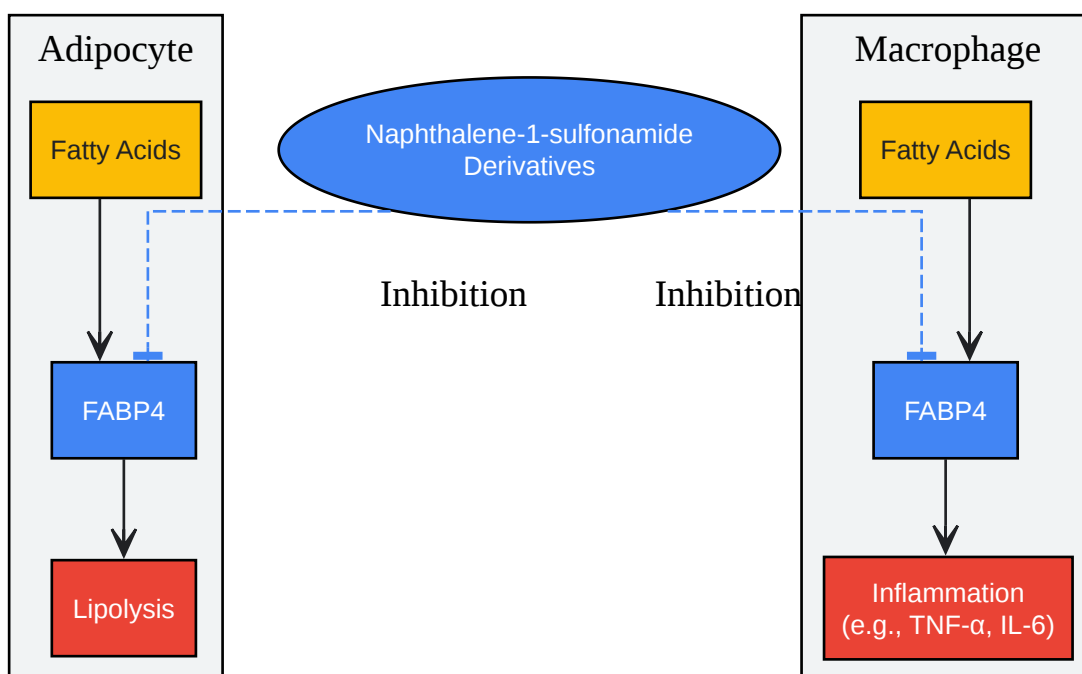 Adipocyte
Macrophage
Fatty Acids
Naphthalene-1-sulfonamide
Derivatives
Fatty Acids
Inhibition
Inhibition
FABP4
FABP4
Lipolysis
Inflammation
(e.g., TNF-α, IL-6)